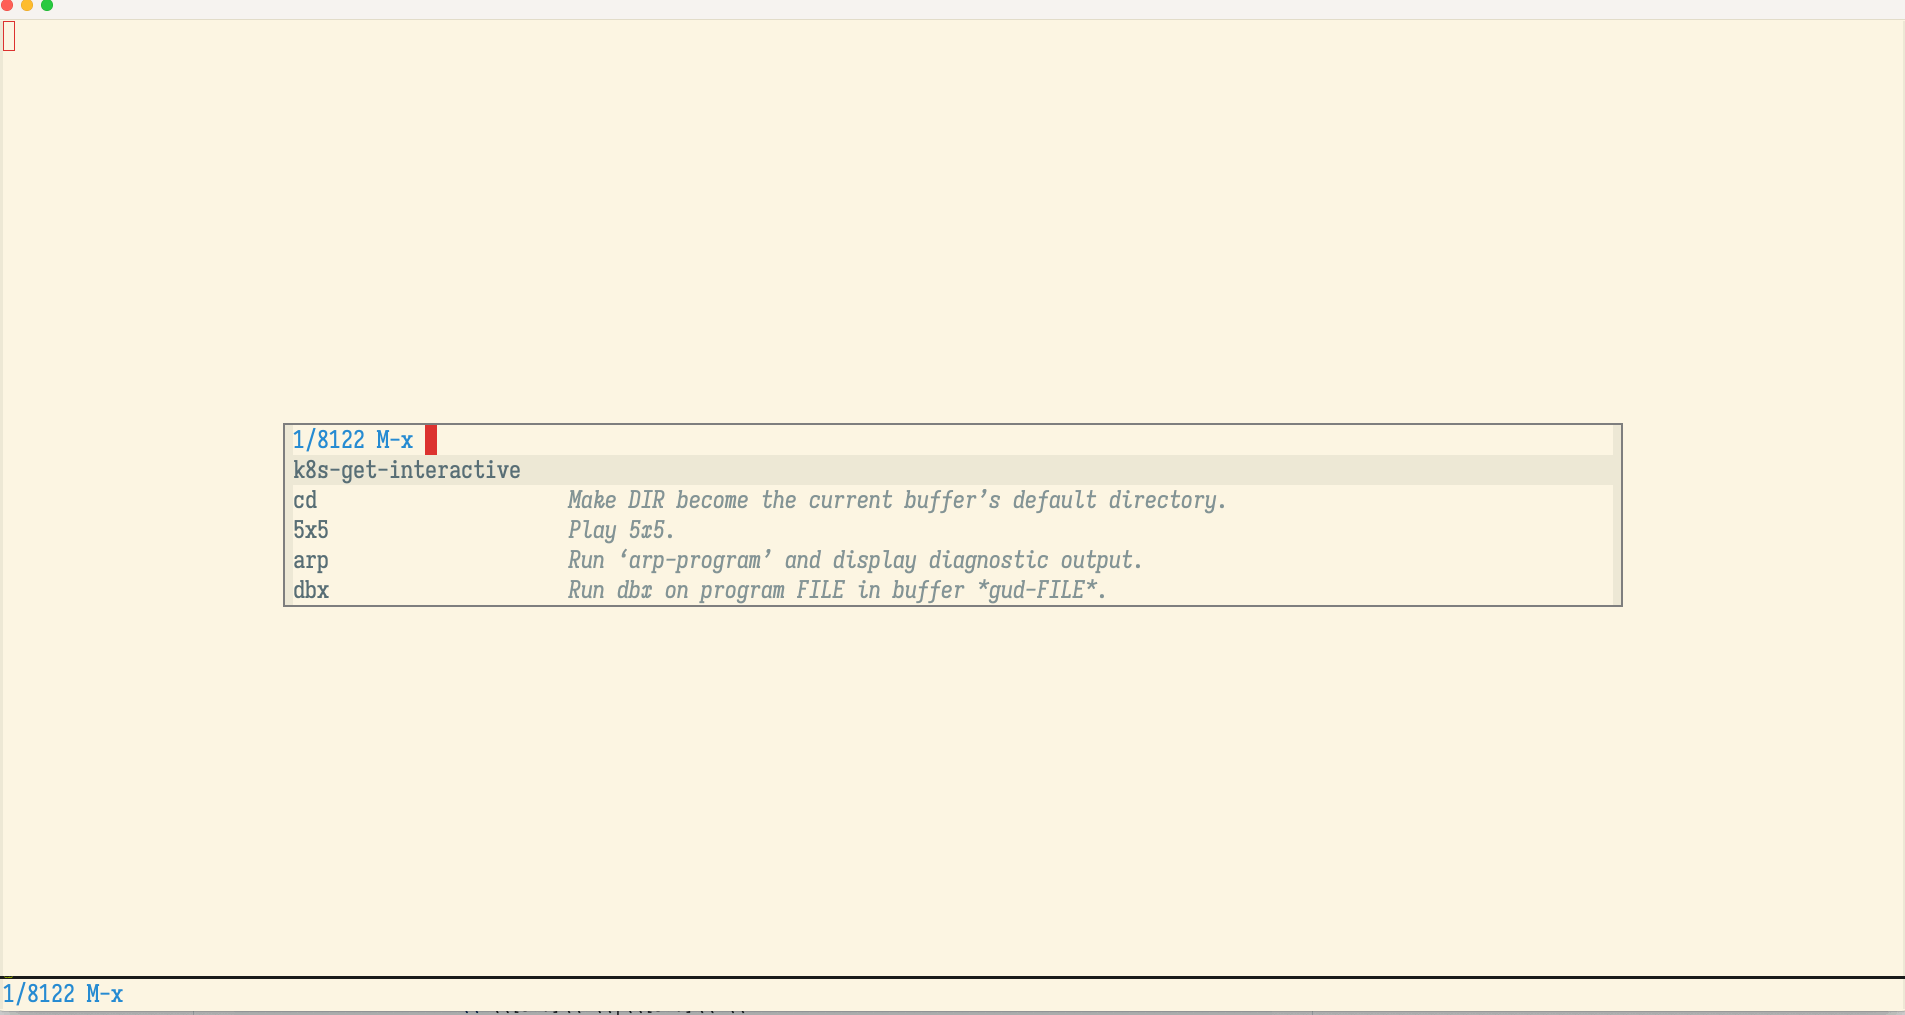 1/8122 M-x
k8s-get-interactive
cd Make DIR become the current buffer’s default directory.
5x5 Play 5x5.
arp Run ‘arp-program’ and display diagnostic output.
dbx Run dbx on program FILE in buffer *gud-FILE*.
1/8122 M-x